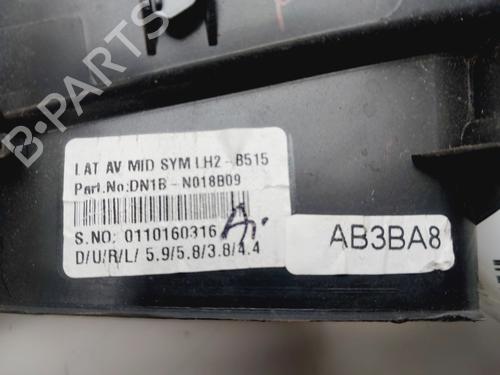 B-PARTS
LAT AV MID SYM LH2 - B515
Part.No:DN1B - N018B09
S.NO: 0110160316
D/U/R/L/ 5.9/5.8/3.8/4.4
AB3BA8